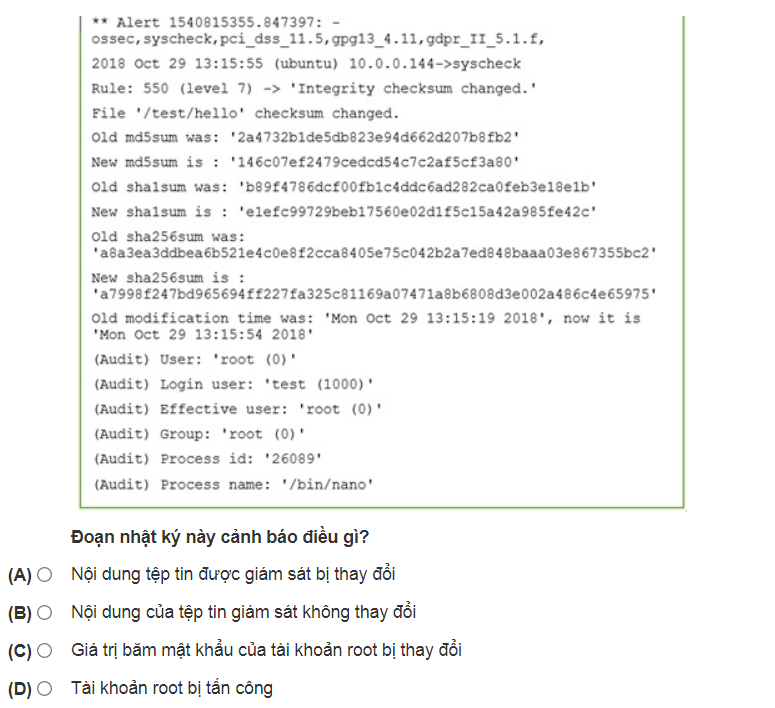 ** Alert 1540815355.847397: -
ossec,syscheck,pci_dss_11.5,gpg13_4.11,gdpr_II_5.1.f,
2018 Oct 29 13:15:55 (ubuntu) 10.0.0.144->syscheck
Rule: 550 (level 7) -> 'Integrity checksum changed.'
File '/test/hello' checksum changed.
Old md5sum was: '2a4732b1de5db823e94d662d207b8fb2'
New md5sum is : '146c07ef2479cedcd54c7c2af5cf3a80'
Old sha1sum was: 'b89f4786dcf00fb1c4ddc6ad282ca0feb3e18e1b'
New sha1sum is : 'e1efc99729beb17560e02d1f5c15a42a985fe42c'
Old sha256sum was:
'a8a3ea3ddbea6b521e4c0e8f2cca8405e75c042b2a7ed848baaa03e867355bc2'
New sha256sum is :
'a7998f247bd965694ff227fa325c81169a07471a8b6808d3e002a486c4e65975'
Old modification time was: 'Mon Oct 29 13:15:19 2018', now it is
'Mon Oct 29 13:15:54 2018'
(Audit) User: 'root (0)'
(Audit) Login user: 'test (1000)'
(Audit) Effective user: 'root (0)'
(Audit) Group: 'root (0)'
(Audit) Process id: '26089'
(Audit) Process name: '/bin/nano'
Đoạn nhật ký này cảnh báo điều gì?
(A) Nội dung tệp tin được giám sát bị thay đổi
(B) Nội dung của tệp tin giám sát không thay đổi
(C) Giá trị băm mật khẩu của tài khoản root bị thay đổi
(D) Tài khoản root bị tấn công